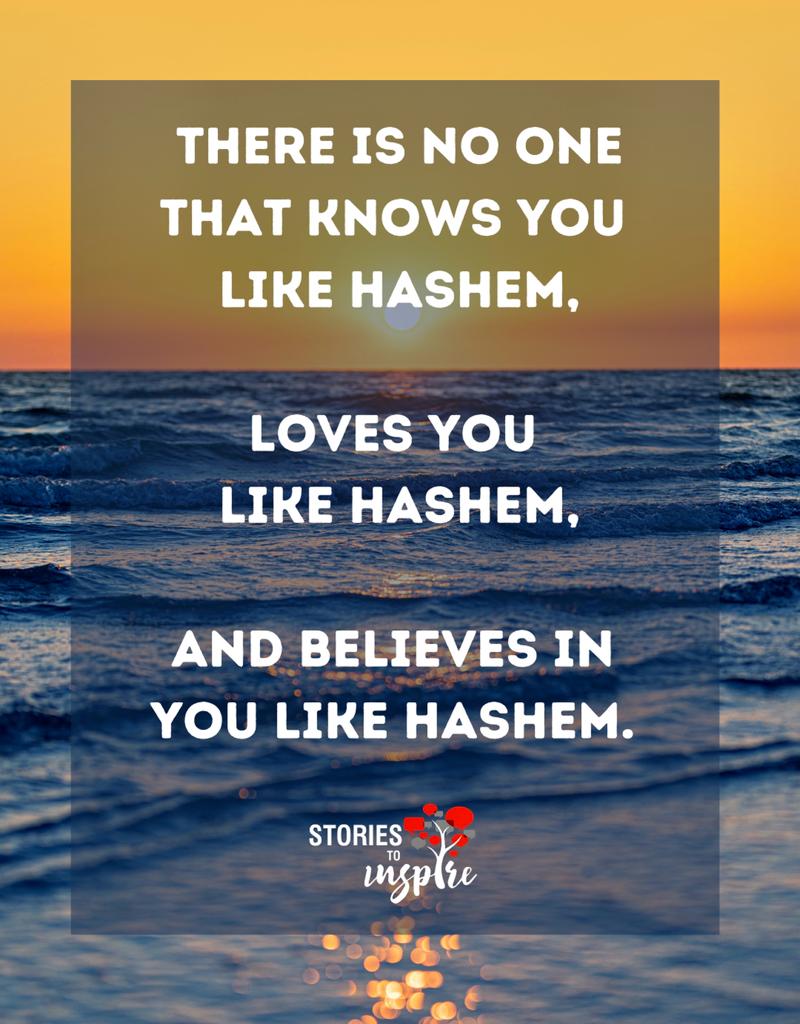 THERE IS NO ONE
THAT KNOWS YOU
LIKE HASHEM,
LOVES YOU
LIKE HASHEM,
AND BELIEVES IN
YOU LIKE HASHEM.
STORIES
TO
inspire